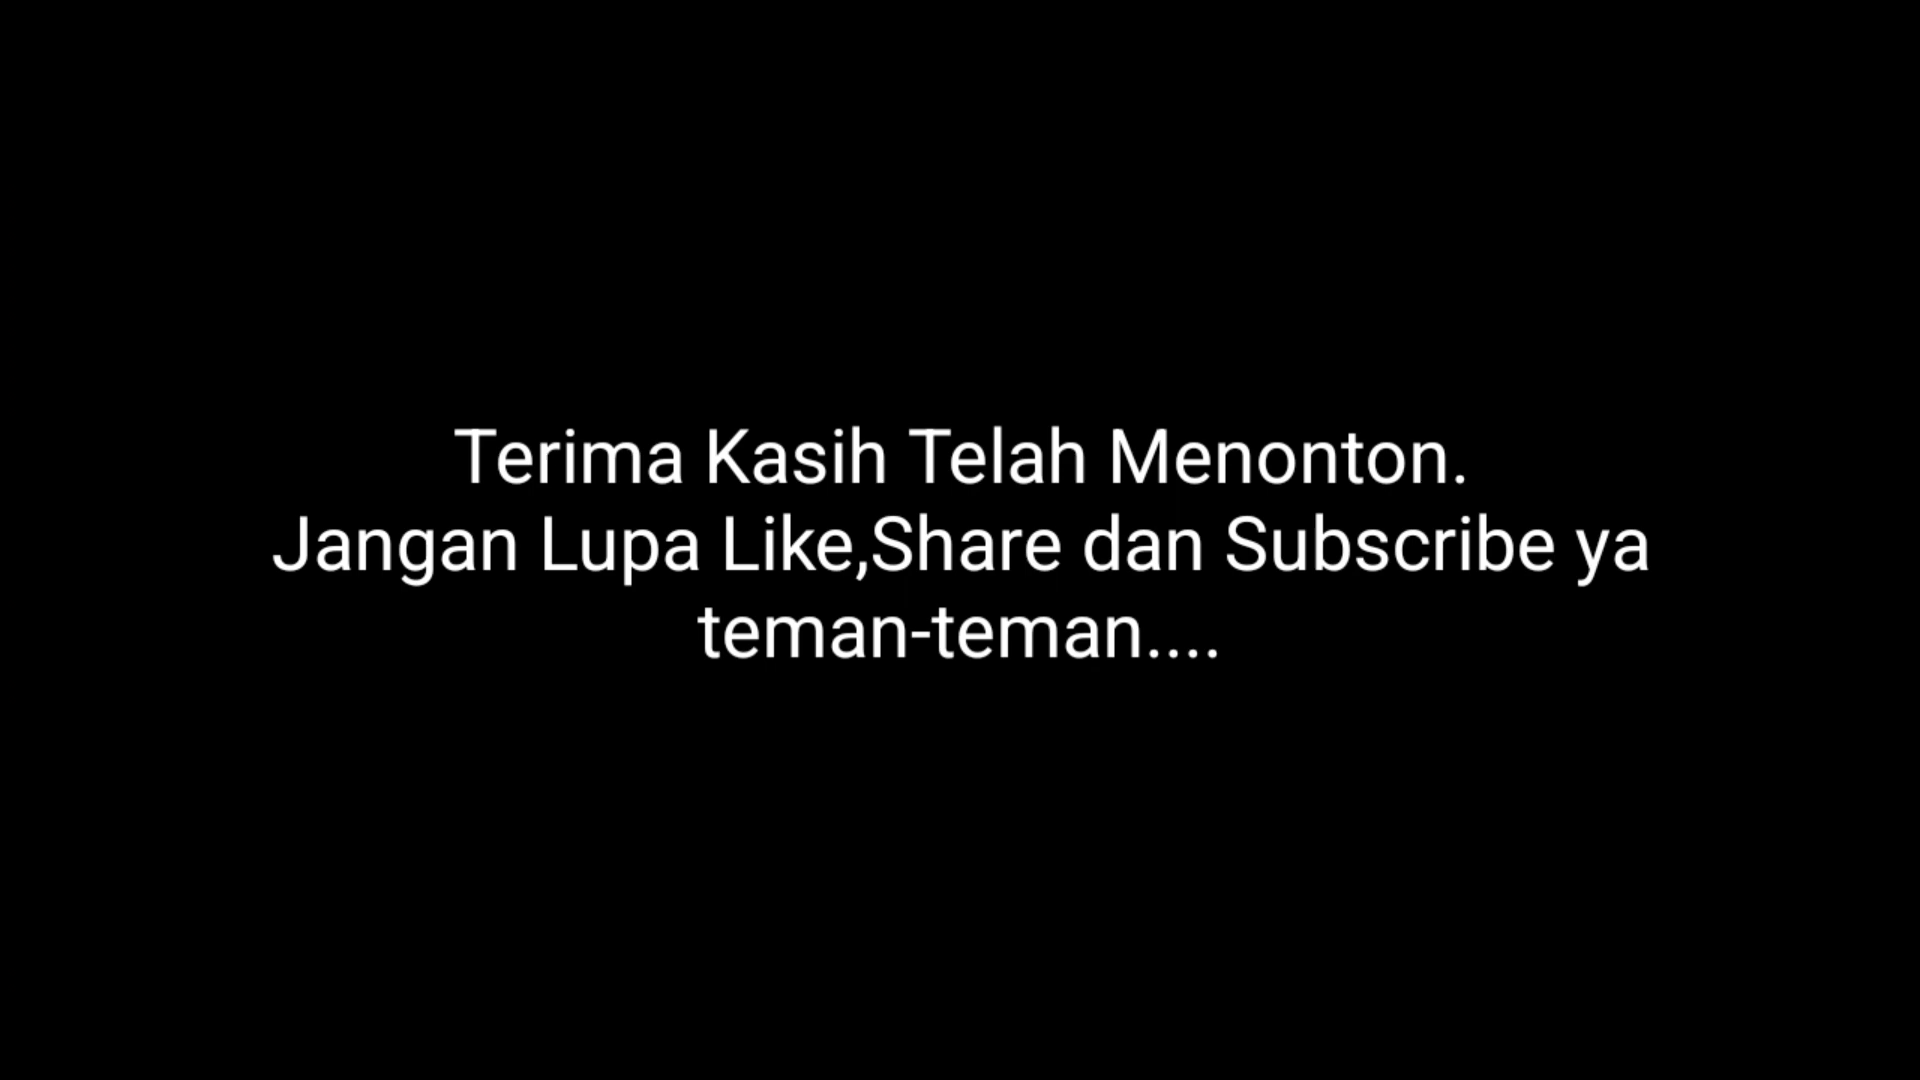 Terima Kasih Telah Menonton.
Jangan Lupa Like,Share dan Subscribe ya
teman-teman....